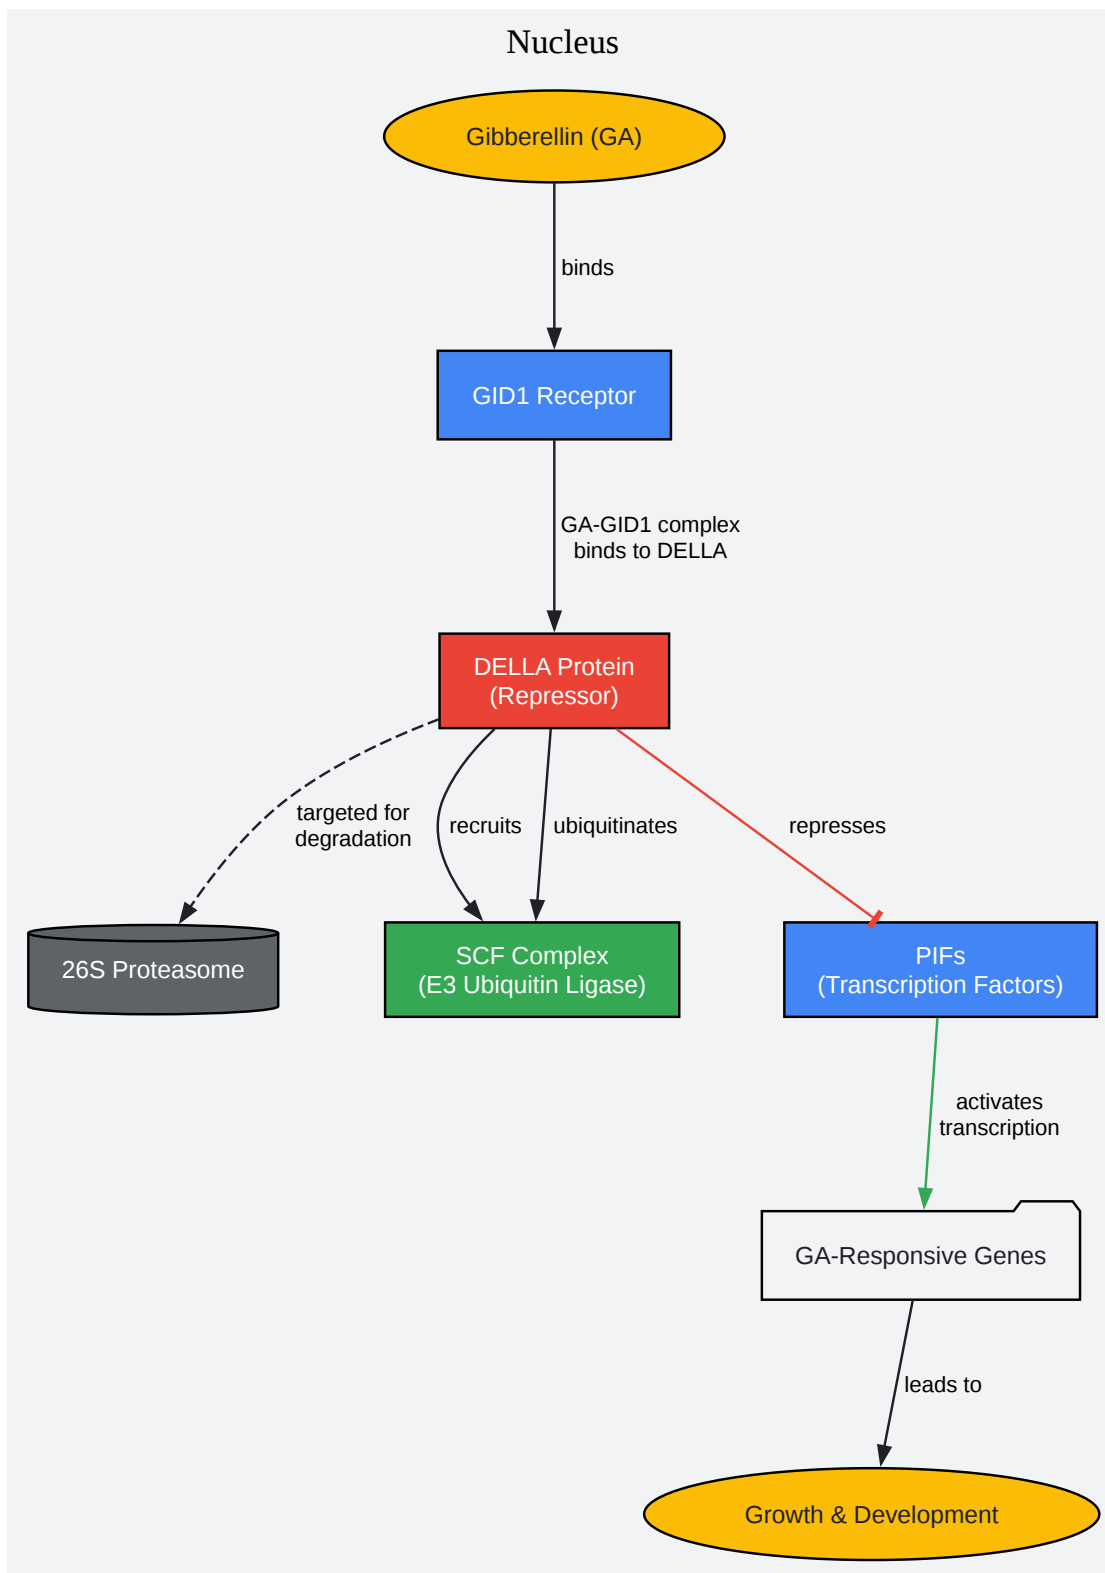 Nucleus
Gibberellin (GA)
binds
GID1 Receptor
GA-GID1 complex
binds to DELLA
DELLA Protein
(Repressor)
targeted for
degradation
recruits
ubiquitinates
represses
26S Proteasome
SCF Complex
(E3 Ubiquitin Ligase)
PIFs
(Transcription Factors)
activates
transcription
GA-Responsive Genes
leads to
Growth & Development